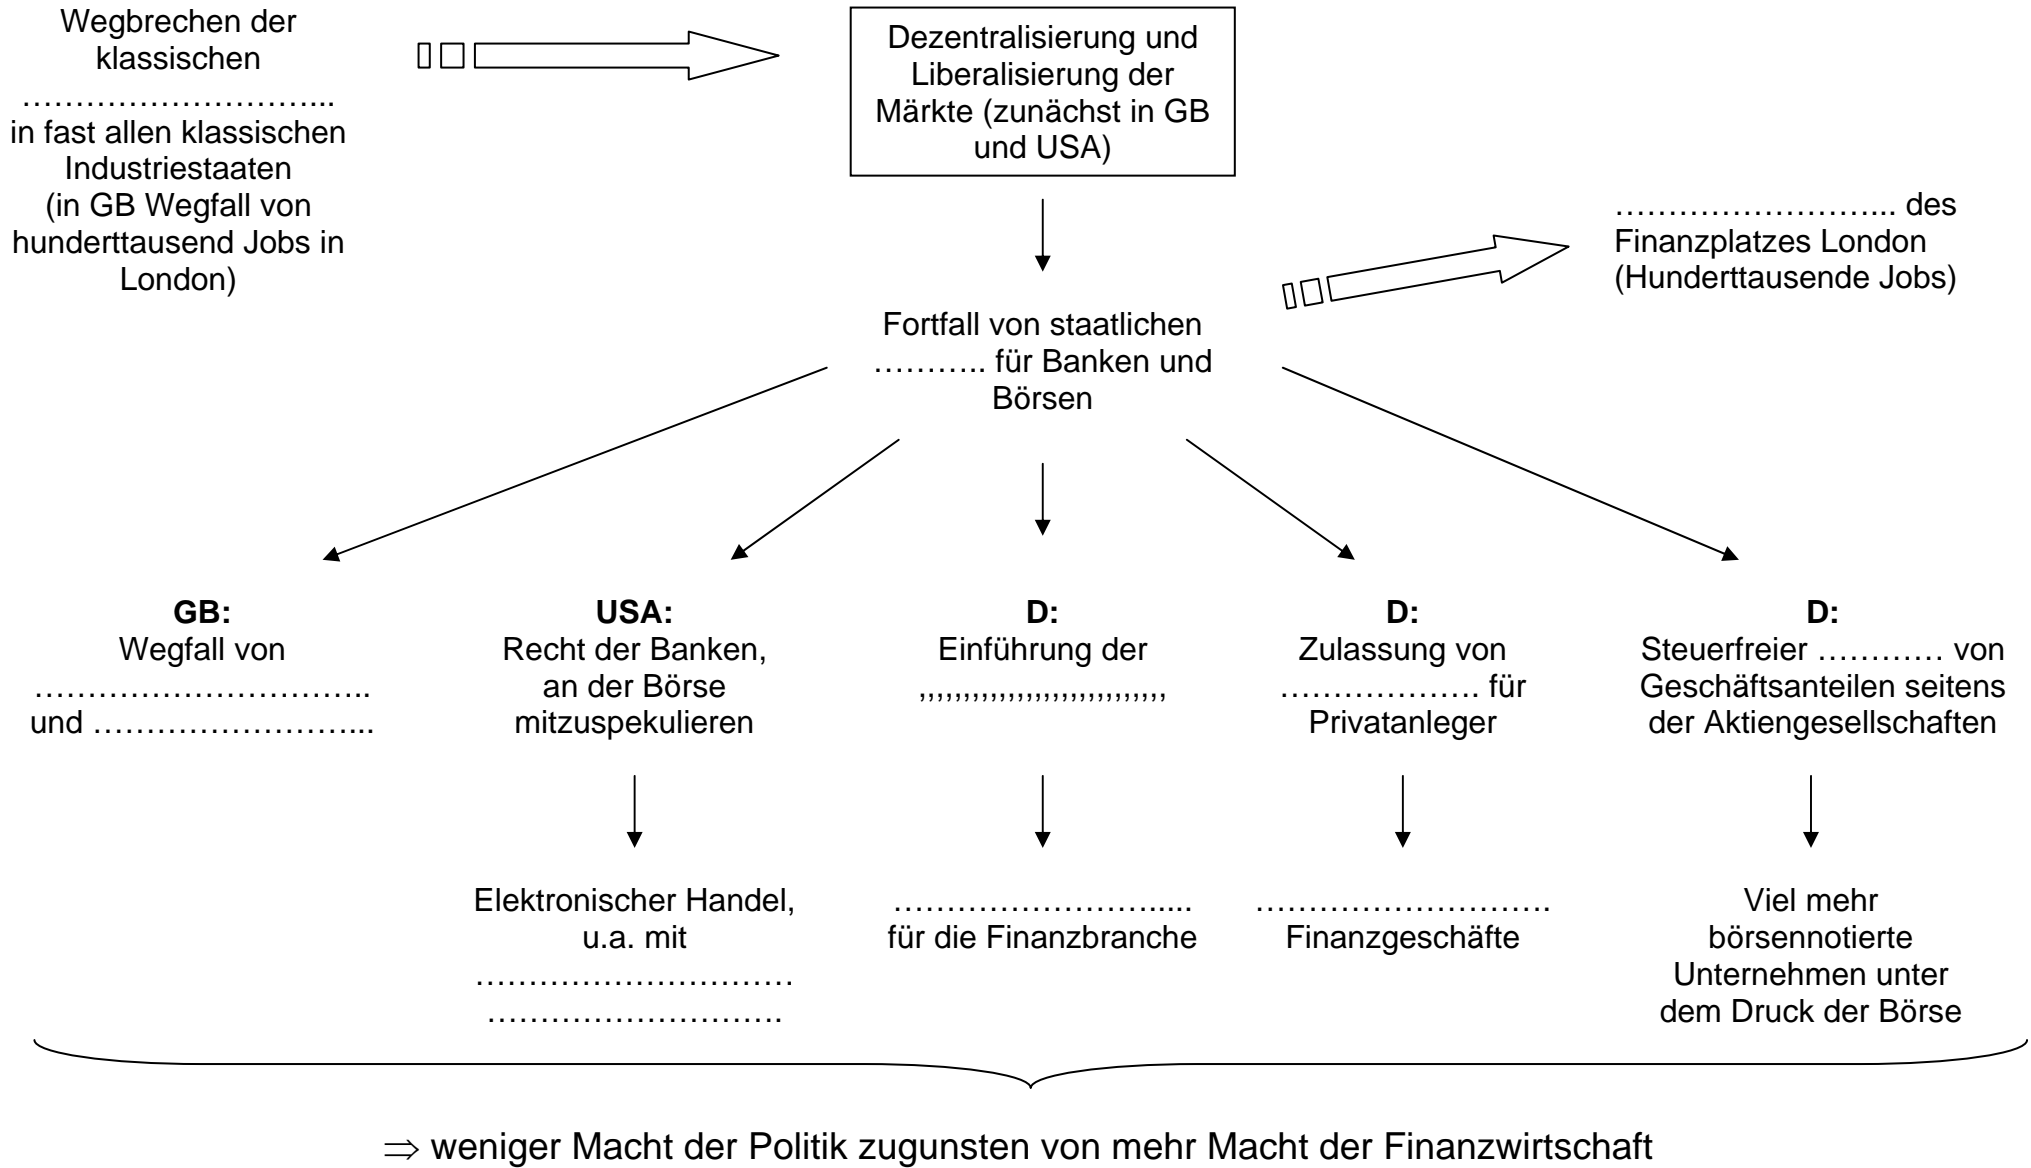 Wegbrechen der
klassischen
………………………...
in fast allen klassischen
Industriestaaten
(in GB Wegfall von
hunderttausend Jobs in
London)
Dezentralisierung und
Liberalisierung der
Märkte (zunächst in GB
und USA)
……………………... des
Finanzplatzes London
(Hunderttausende Jobs)
Fortfall von staatlichen
……….. für Banken und
Börsen
GB:
Wegfall von
…………………………..
und ……………………...
USA:
Recht der Banken,
an der Börse
mitzuspekulieren
D:
Einführung der
,,,,,,,,,,,,,,,,,,,,,,,,,,,,
D:
Zulassung von
………………. für
Privatanleger
D:
Steuerfreier ………… von
Geschäftsanteilen seitens
der Aktiengesellschaften
Elektronischer Handel,
u.a. mit
…………………………
……………………….
…………………….....
für die Finanzbranche
……………………….
Finanzgeschäfte
Viel mehr
börsennotierte
Unternehmen unter
dem Druck der Börse
⇒ weniger Macht der Politik zugunsten von mehr Macht der Finanzwirtschaft